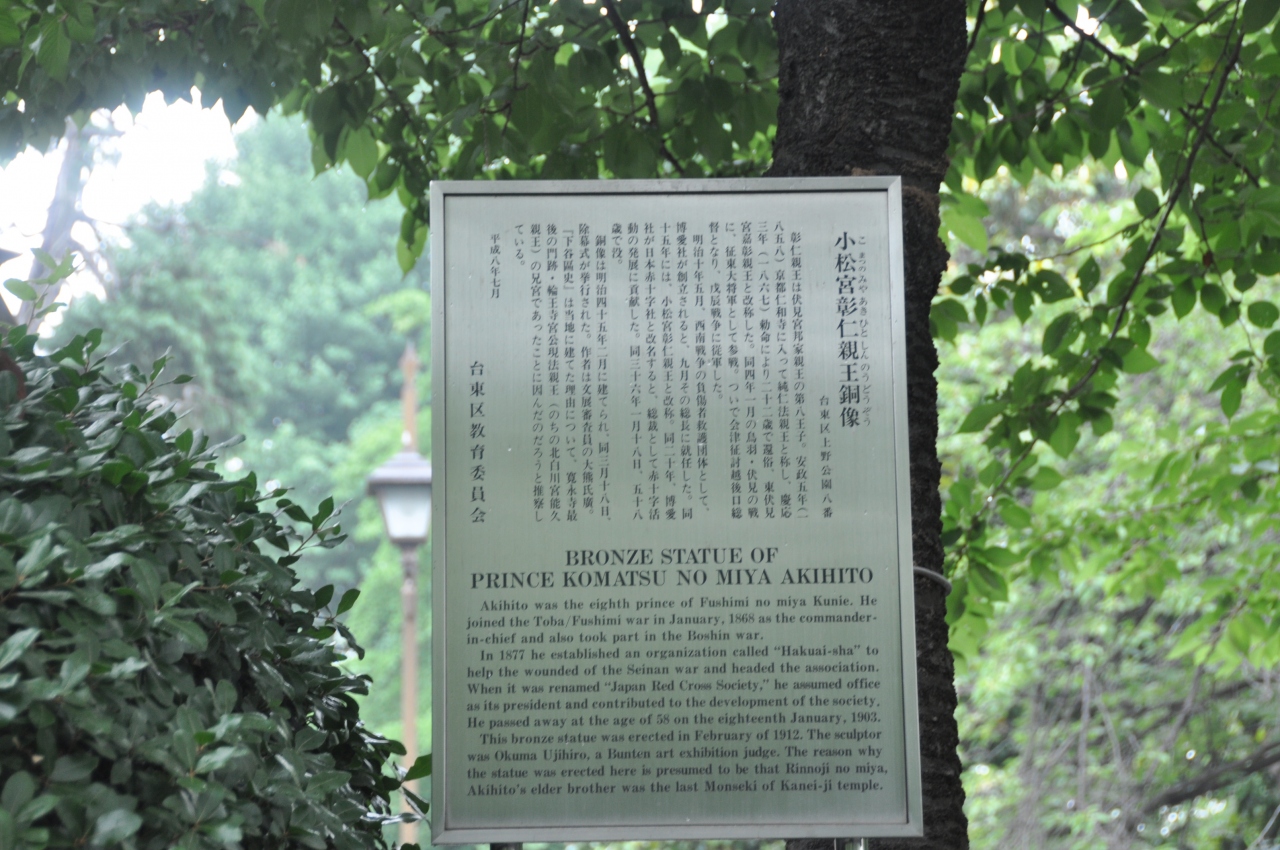 こまつのみやあきひとしんのうどうぞう
小松宮彰仁親王銅像
台東区上野公園八番
彰仁親王は伏見宮邦家親王の第八王子。安政五年（一
八五八）京都仁和寺に入って純仁法親王と称し、慶応
三年（一八六七）勅命により二十二歳で還俗、東伏見
宮嘉彰親王と改称した。同四年一月の鳥羽・伏見の戦
に、征東大将軍として参戦。ついで会津征討越後口総
督となり、戊辰戦争に従軍した。
明治十年五月、西南戦争の負傷者救護団体として、
博愛社が創立されると、九月その総長に就任した。同
十五年には、小松宮彰仁親王と改称。同二十年、博愛
社が日本赤十字社と改名すると、総裁として赤十字活
動の発展に貢献した。同三十六年一月十八日、五十八
歳で没。
銅像は明治四十五年二月に建てられ、同三月十八日、
除幕式が挙行された。作者は文展審査員の大熊氏廣。
『下谷區史』は当地に建てた理由について、寛永寺最
後の門跡・輪王寺宮公現法親王（のちの北白川宮能久
親王）の兄宮であったことに因んだのだろうと推察し
ている。
平成八年七月
台東区教育委員会
BRONZE STATUE OF
PRINCE KOMATSU NO MIYA AKIHITO
Akihito was the eighth prince of Fushimi no miya Kunie. He
joined the Toba/Fushimi war in January, 1868 as the commander-
in-chief and also took part in the Boshin war.
In 1877 he established an organization called "Hakuai-sha" to
help the wounded of the Seinan war and headed the association.
When it was renamed "Japan Red Cross Society," he assumed office
as its president and contributed to the development of the society.
He passed away at the age of 58 on the eighteenth January, 1903.
This bronze statue was erected in February of 1912. The sculptor
was Okuma Ujihiro, a Bunten art exhibition judge. The reason why
the statue was erected here is presumed to be that Rinnoji no miya,
Akihito's elder brother was the last Monseki of Kanei-ji temple.